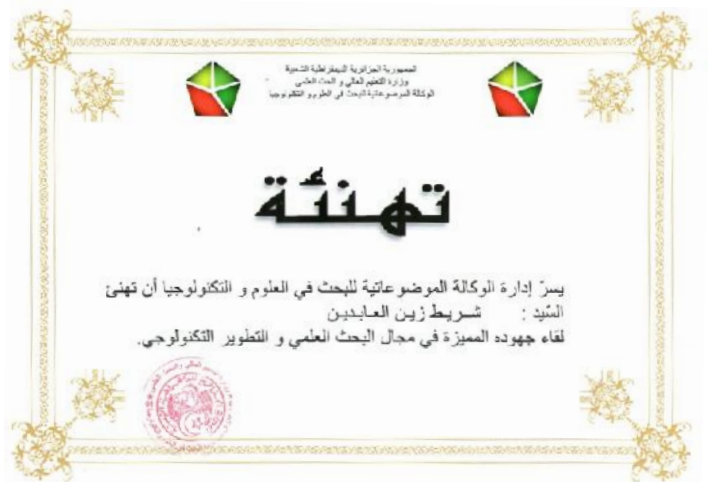 الجمهورية الجزائرية الديمقراطية الشعبية
وزارة التعليم العالي و البحث العلمي
الوكالة الموضوعاتية للبحث في العلوم و التكنولوجيا
تهنئة
يسرّ إدارة الوكالة الموضوعاتية للبحث في العلوم و التكنولوجيا أن تهنئ
السّيد : شريط زين العابدين
لقاء جهوده المميزة في مجال البحث العلمي و التطوير التكنولوجي.